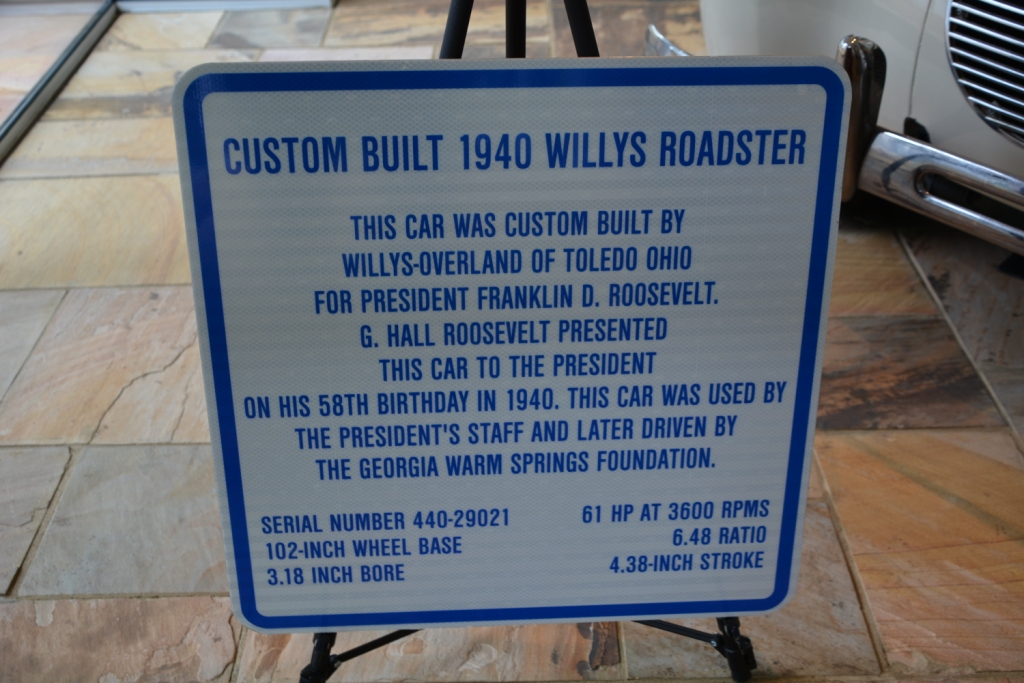 CUSTOM BUILT 1940 WILLYS ROADSTER
THIS CAR WAS CUSTOM BUILT BY
WILLYS-OVERLAND OF TOLEDO OHIO
FOR PRESIDENT FRANKLIN D. ROOSEVELT.
G. HALL ROOSEVELT PRESENTED
THIS CAR TO THE PRESIDENT
ON HIS 58TH BIRTHDAY IN 1940. THIS CAR WAS USED BY
THE PRESIDENT'S STAFF AND LATER DRIVEN BY
THE GEORGIA WARM SPRINGS FOUNDATION.
SERIAL NUMBER 440-29021
102-INCH WHEEL BASE
3.18 INCH BORE
61 HP AT 3600 RPMS
6.48 RATIO
4.38-INCH STROKE